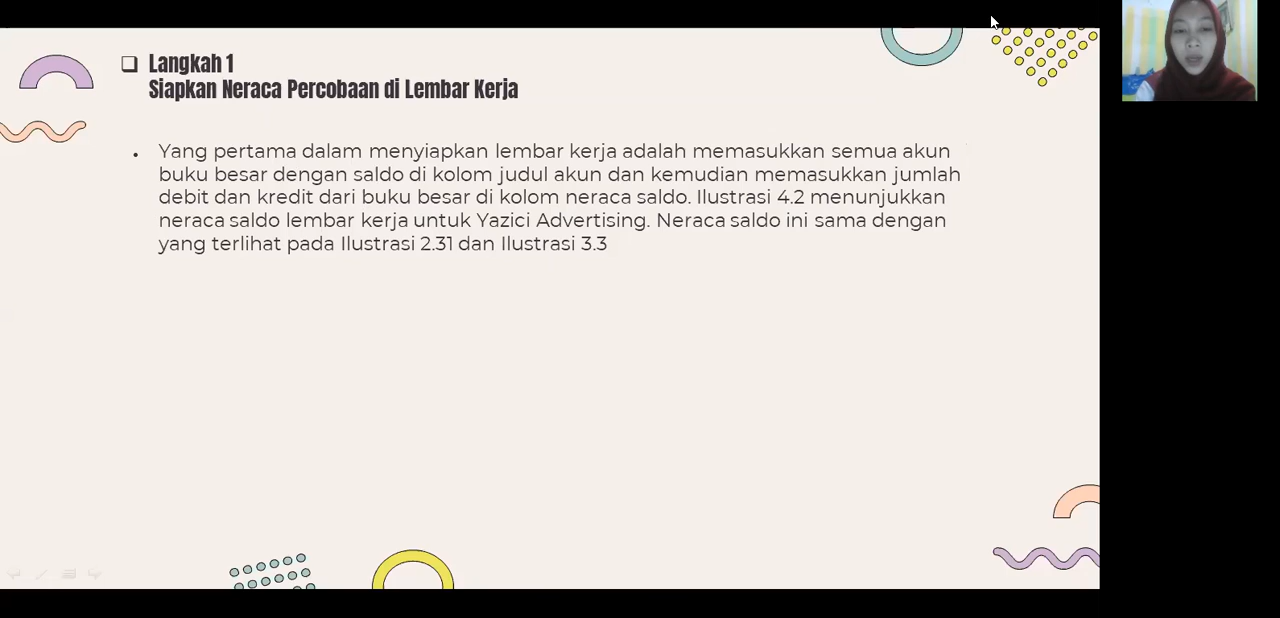 Langkah 1
Siapkan Neraca Percobaan di Lembar Kerja
Yang pertama dalam menyiapkan lembar kerja adalah memasukkan semua akun
buku besar dengan saldo di kolom judul akun dan kemudian memasukkan jumlah
debit dan kredit dari buku besar di kolom neraca saldo. Ilustrasi 4.2 menunjukkan
neraca saldo lembar kerja untuk Yazici Advertising. Neraca saldo ini sama dengan
yang terlihat pada Ilustrasi 2.31 dan Ilustrasi 3.3